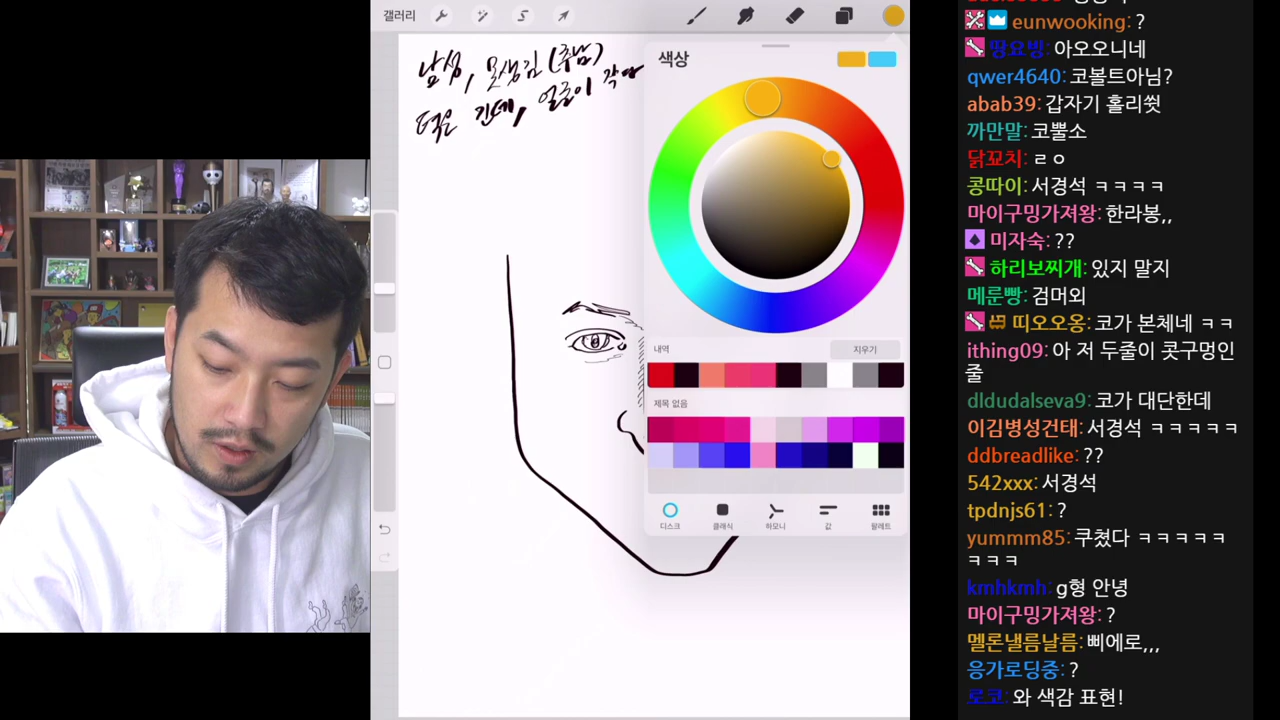 갤러리
남성, 못생김(추남)
턱은 긴데, 얼굴이 각
색상
내역
지우기
제목 없음
디스크
클래식
하모니
값
팔레트
eunwooking: ?
땅요빙: 아오오니네
qwer4640: 코볼트아님?
abab39: 갑자기 홀리쓋
까만말: 코뿔소
닭꼬치: ㄹㅇ
콩따이: 서경석 ㅋㅋㅋㅋ
마이구밍가져왕: 한라봉,,
미자숙: ??
하리보찌개: 있지 말지
메룬빵: 검머외
띠오오옹: 코가 본체네 ㅋㅋ
ithing09: 아 저 두줄이 콧구멍인
줄
dldudalseva9: 코가 대단한데
이김병성건태: 서경석 ㅋㅋㅋㅋㅋ
ddbreadlike: ??
542xxx: 서경석
tpdnjs61: ?
yummm85: 쿠쳤다 ㅋㅋㅋㅋㅋ
ㅋㅋㅋ
kmhkmh: g형 안녕
마이구밍가져왕: ?
멜론낼름날름: 삐에로,,,
응가로딩중: ?
로코: 와 색감 표현!